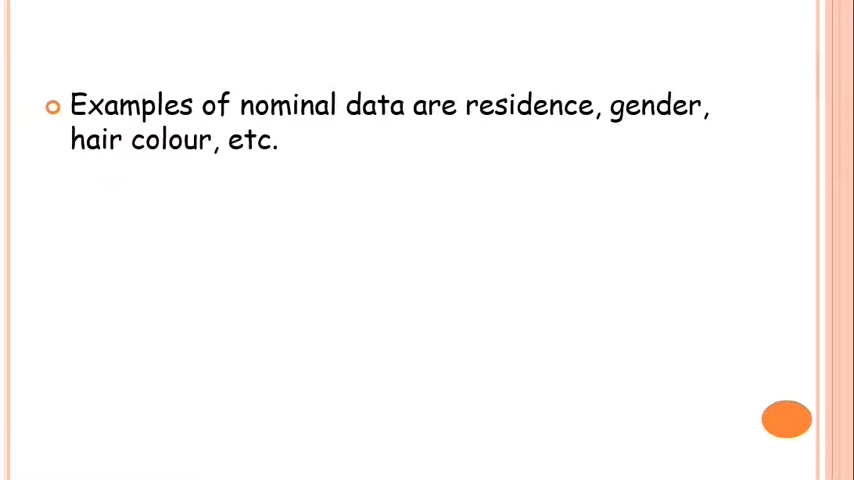 Examples of nominal data are residence, gender,
hair colour, etc.